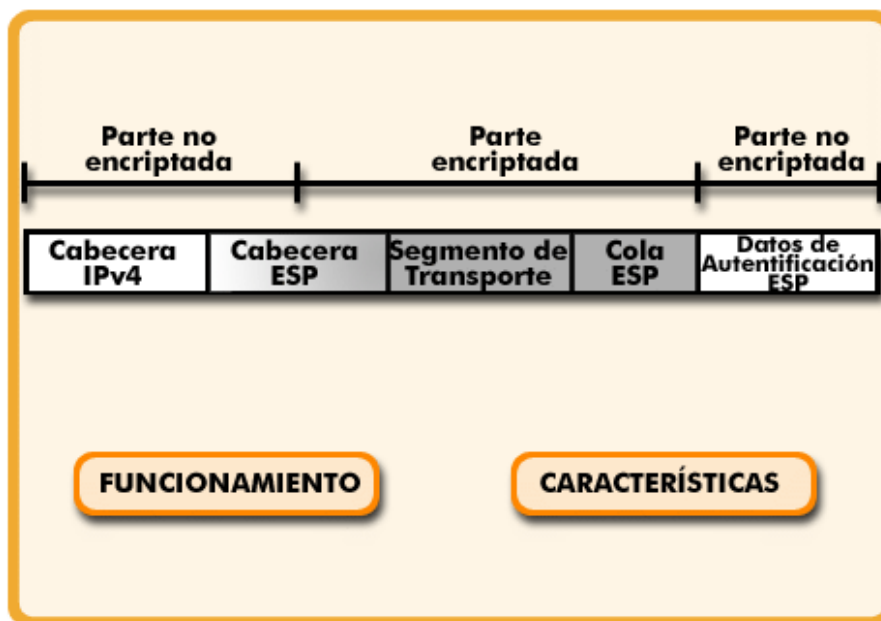 Parte no
encriptada
Parte
encriptada
Parte no
encriptada
Cabecera
IPv4
Cabecera
ESP
Segmento de
Transporte
Cola
ESP
Datos de
Autentificación
ESP
FUNCIONAMIENTO
CARACTERÍSTICAS